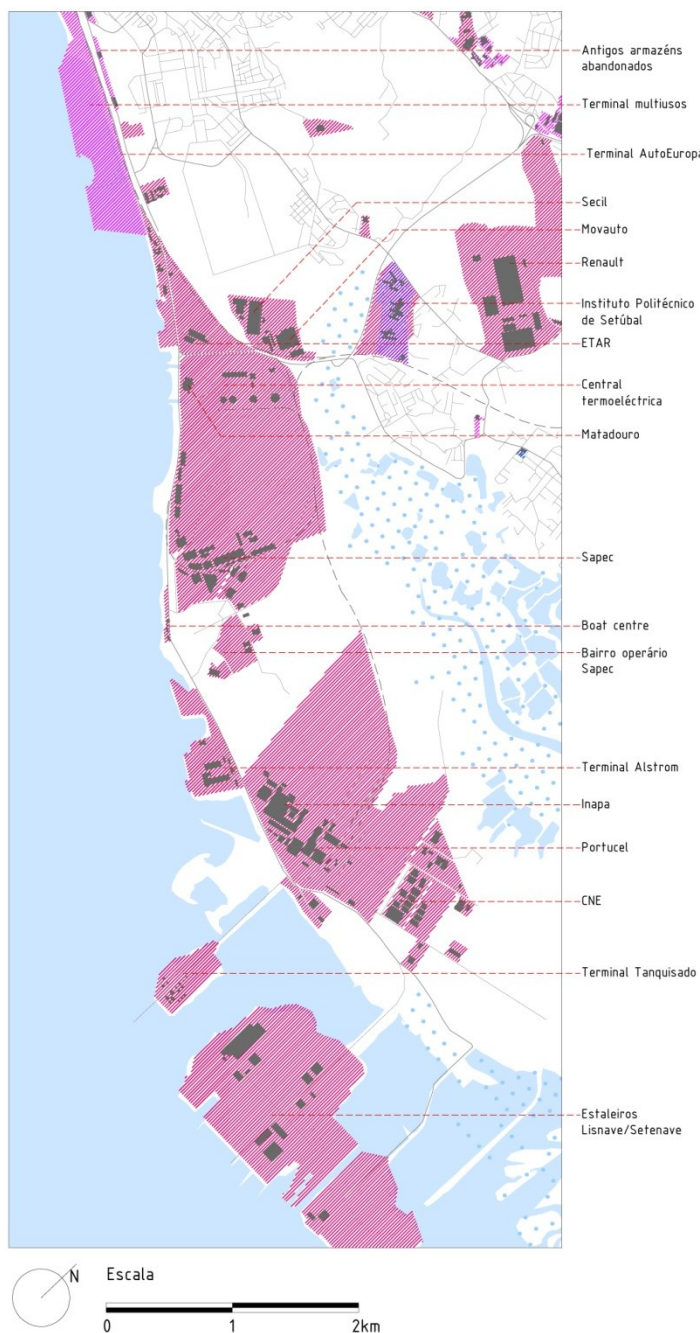 Antigos armazéns
abandonados
Terminal multiusos
Terminal AutoEuropa
Secil
Movauto
Renault
Instituto Politécnico
de Setúbal
ETAR
Central
termoeléctrica
Matadouro
Sapec
Boat centre
Bairro operário
Sapec
Terminal Alstrom
Inapa
Portucel
CNE
Terminal Tanquisado
Estaleiros
Lisnave/Setenave
N
Escala
0 1 2km